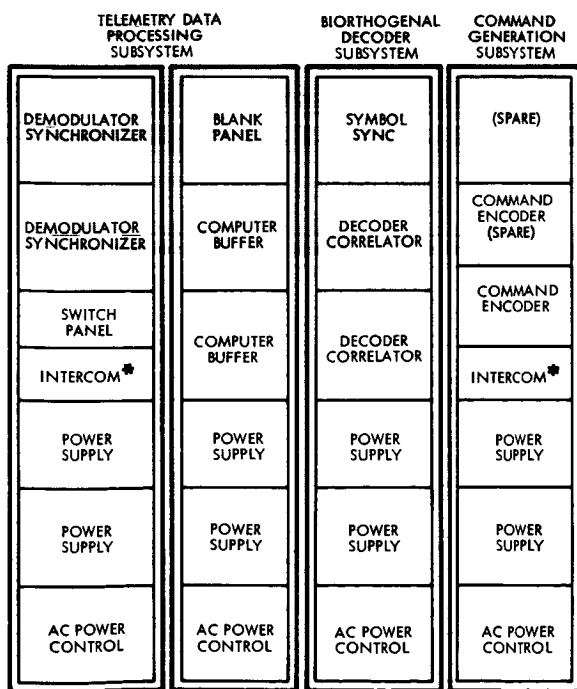 TELEMETRY DATA
PROCESSING
SUBSYSTEM
BIORTHOGENAL
DECODER
SUBSYSTEM
COMMAND
GENERATION
SUBSYSTEM
DEMODULATOR
SYNCHRONIZER
DEMODULATOR
SYNCHRONIZER
SWITCH
PANEL
INTERCOM*
POWER
SUPPLY
POWER
SUPPLY
AC POWER
CONTROL
BLANK
PANEL
COMPUTER
BUFFER
COMPUTER
BUFFER
POWER
SUPPLY
POWER
SUPPLY
AC POWER
CONTROL
SYMBOL
SYNC
DECODER
CORRELATOR
DECODER
CORRELATOR
POWER
SUPPLY
POWER
SUPPLY
AC POWER
CONTROL
(SPARE)
COMMAND
ENCODER
(SPARE)
COMMAND
ENCODER
INTERCOM*
POWER
SUPPLY
POWER
SUPPLY
AC POWER
CONTROL